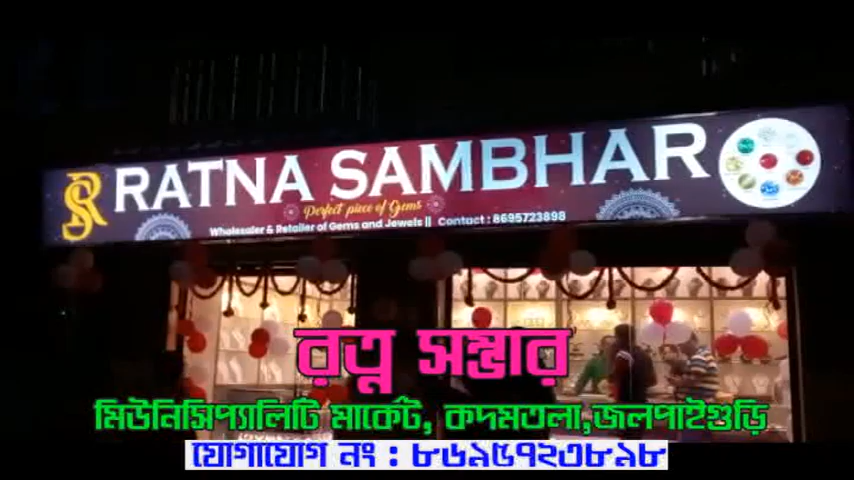 SR RATNA SAMBHAR
Perfect piece of Gems
Wholesaler & Retailer of Gems and Jewels || Contact : 8695723898
রত্ন সম্ভার
মিউনিসিপ্যালিটি মার্কেট, কদমতলা,জলপাইগুড়ি
যোগাযোগ নং : ৮৬৯৫৭২৩৮৯৮